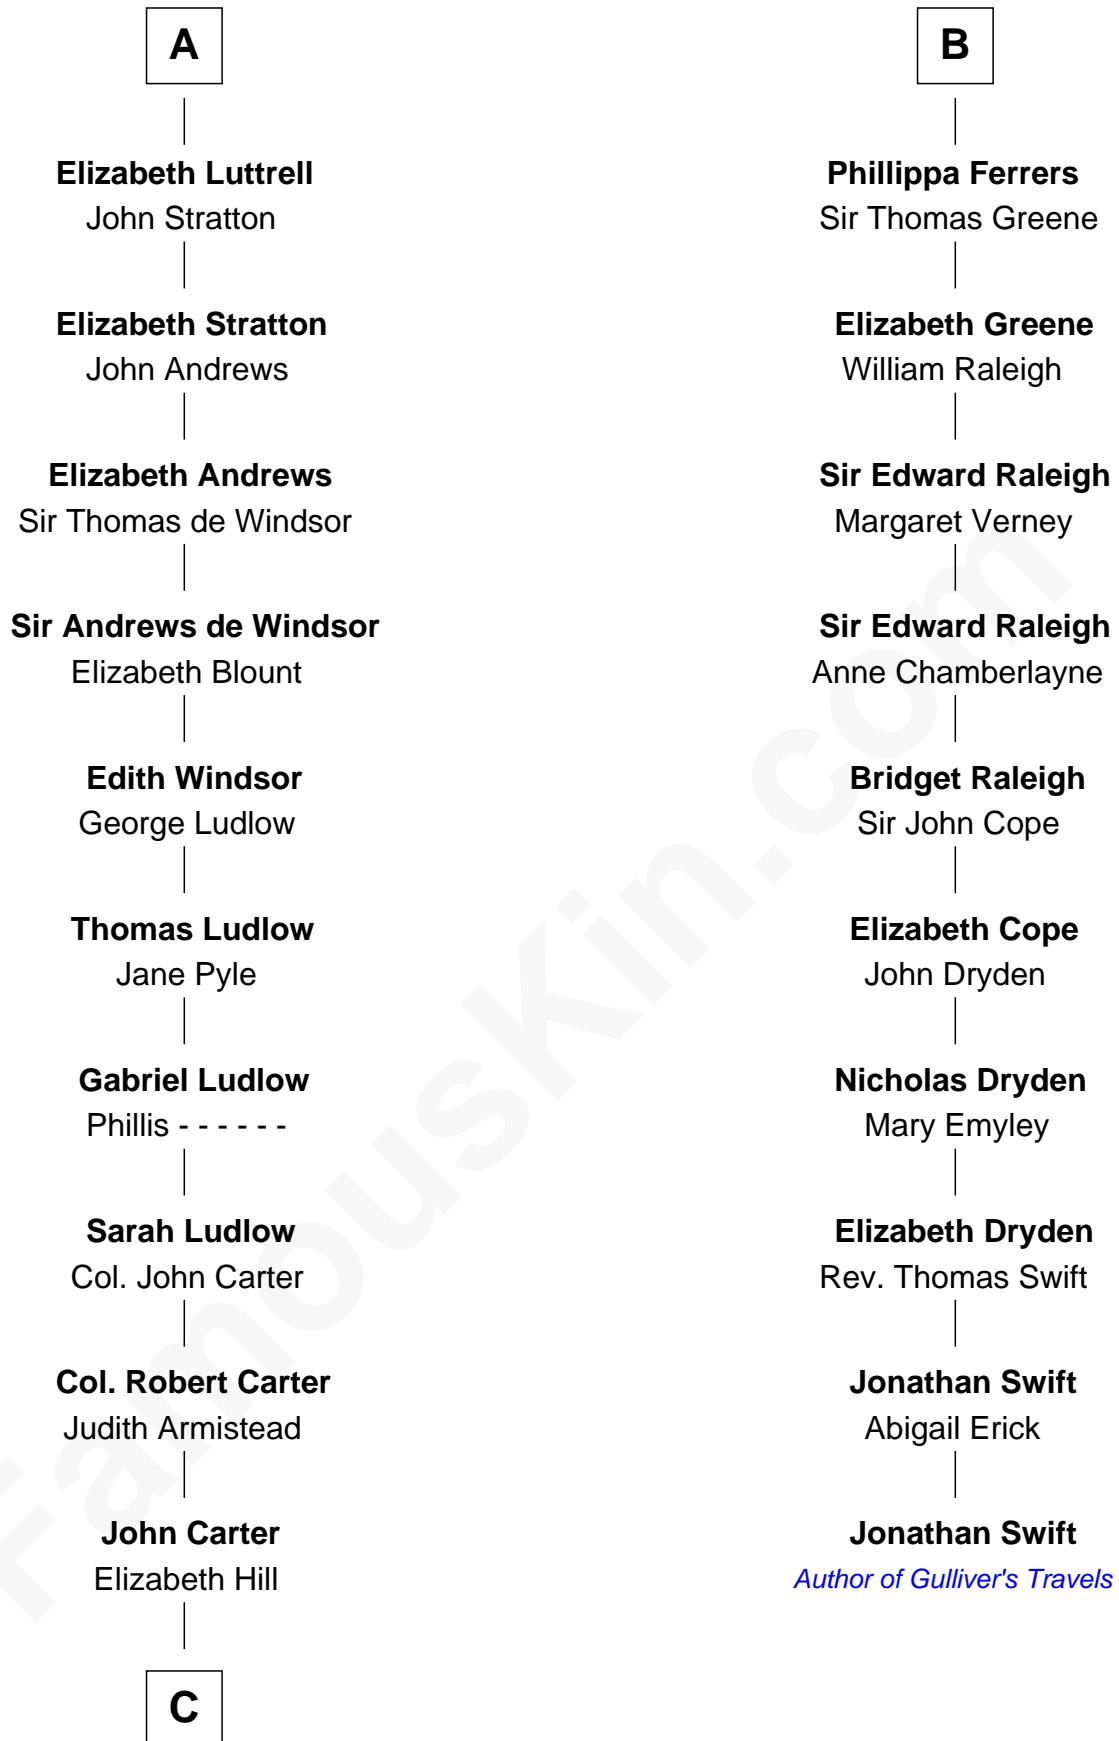 A
Elizabeth Luttrell
John Stratton
Elizabeth Stratton
John Andrews
Elizabeth Andrews
Sir Thomas de Windsor
Sir Andrews de Windsor
Elizabeth Blount
Edith Windsor
George Ludlow
Thomas Ludlow
Jane Pyle
Gabriel Ludlow
Phillis - - - - - -
Sarah Ludlow
Col. John Carter
Col. Robert Carter
Judith Armistead
John Carter
Elizabeth Hill
C
B
Phillippa Ferrers
Sir Thomas Greene
Elizabeth Greene
William Raleigh
Sir Edward Raleigh
Margaret Verney
Sir Edward Raleigh
Anne Chamberlayne
Bridget Raleigh
Sir John Cope
Elizabeth Cope
John Dryden
Nicholas Dryden
Mary Emyley
Elizabeth Dryden
Rev. Thomas Swift
Jonathan Swift
Abigail Erick
Jonathan Swift
Author of Gulliver's Travels
FamousKin.com